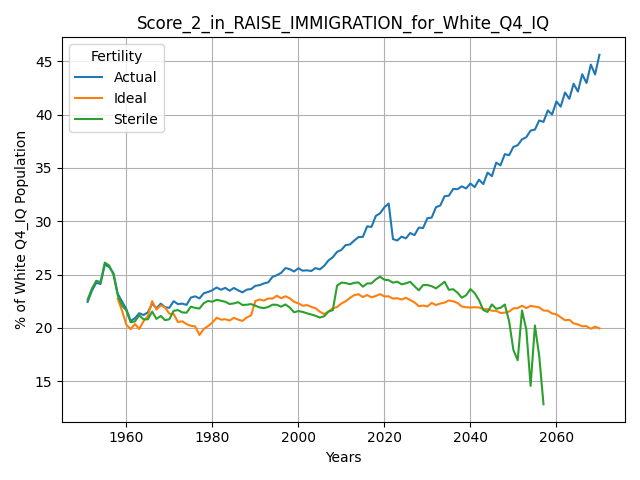 Score_2_in_RAISE_IMMIGRATION_for_White_Q4_IQ
Fertility
Actual
Ideal
Sterile
% of White Q4_IQ Population
45
40
35
30
25
20
15
1960
1980
2000
2020
2040
2060
Years